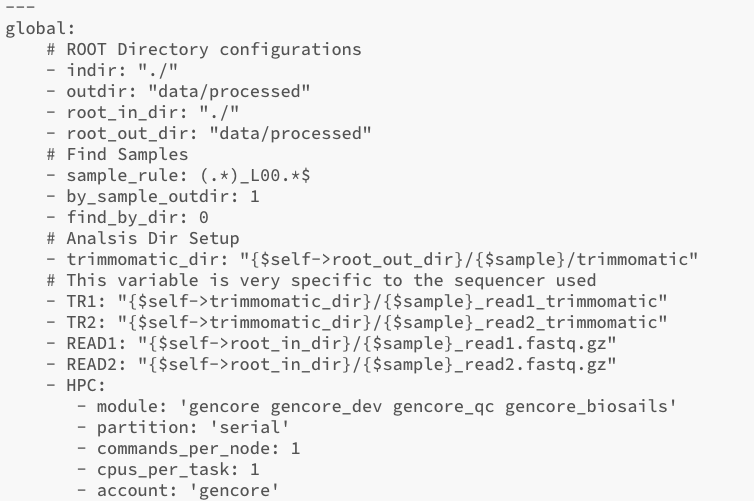 ---
global:
    # ROOT Directory configurations
    - indir: "./"
    - outdir: "data/processed"
    - root_in_dir: "./"
    - root_out_dir: "data/processed"
    # Find Samples
    - sample_rule: (.*)_L00.*$
    - by_sample_outdir: 1
    - find_by_dir: 0
    # Analsis Dir Setup
    - trimmomatic_dir: "{$self->root_out_dir}/{$sample}/trimmomatic"
    # This variable is very specific to the sequencer used
    - TR1: "{$self->trimmomatic_dir}/{$sample}_read1_trimmomatic"
    - TR2: "{$self->trimmomatic_dir}/{$sample}_read2_trimmomatic"
    - READ1: "{$self->root_in_dir}/{$sample}_read1.fastq.gz"
    - READ2: "{$self->root_in_dir}/{$sample}_read2.fastq.gz"
    - HPC:
       - module: 'gencore gencore_dev gencore_qc gencore_biosails'
       - partition: 'serial'
       - commands_per_node: 1
       - cpus_per_task: 1
       - account: 'gencore'